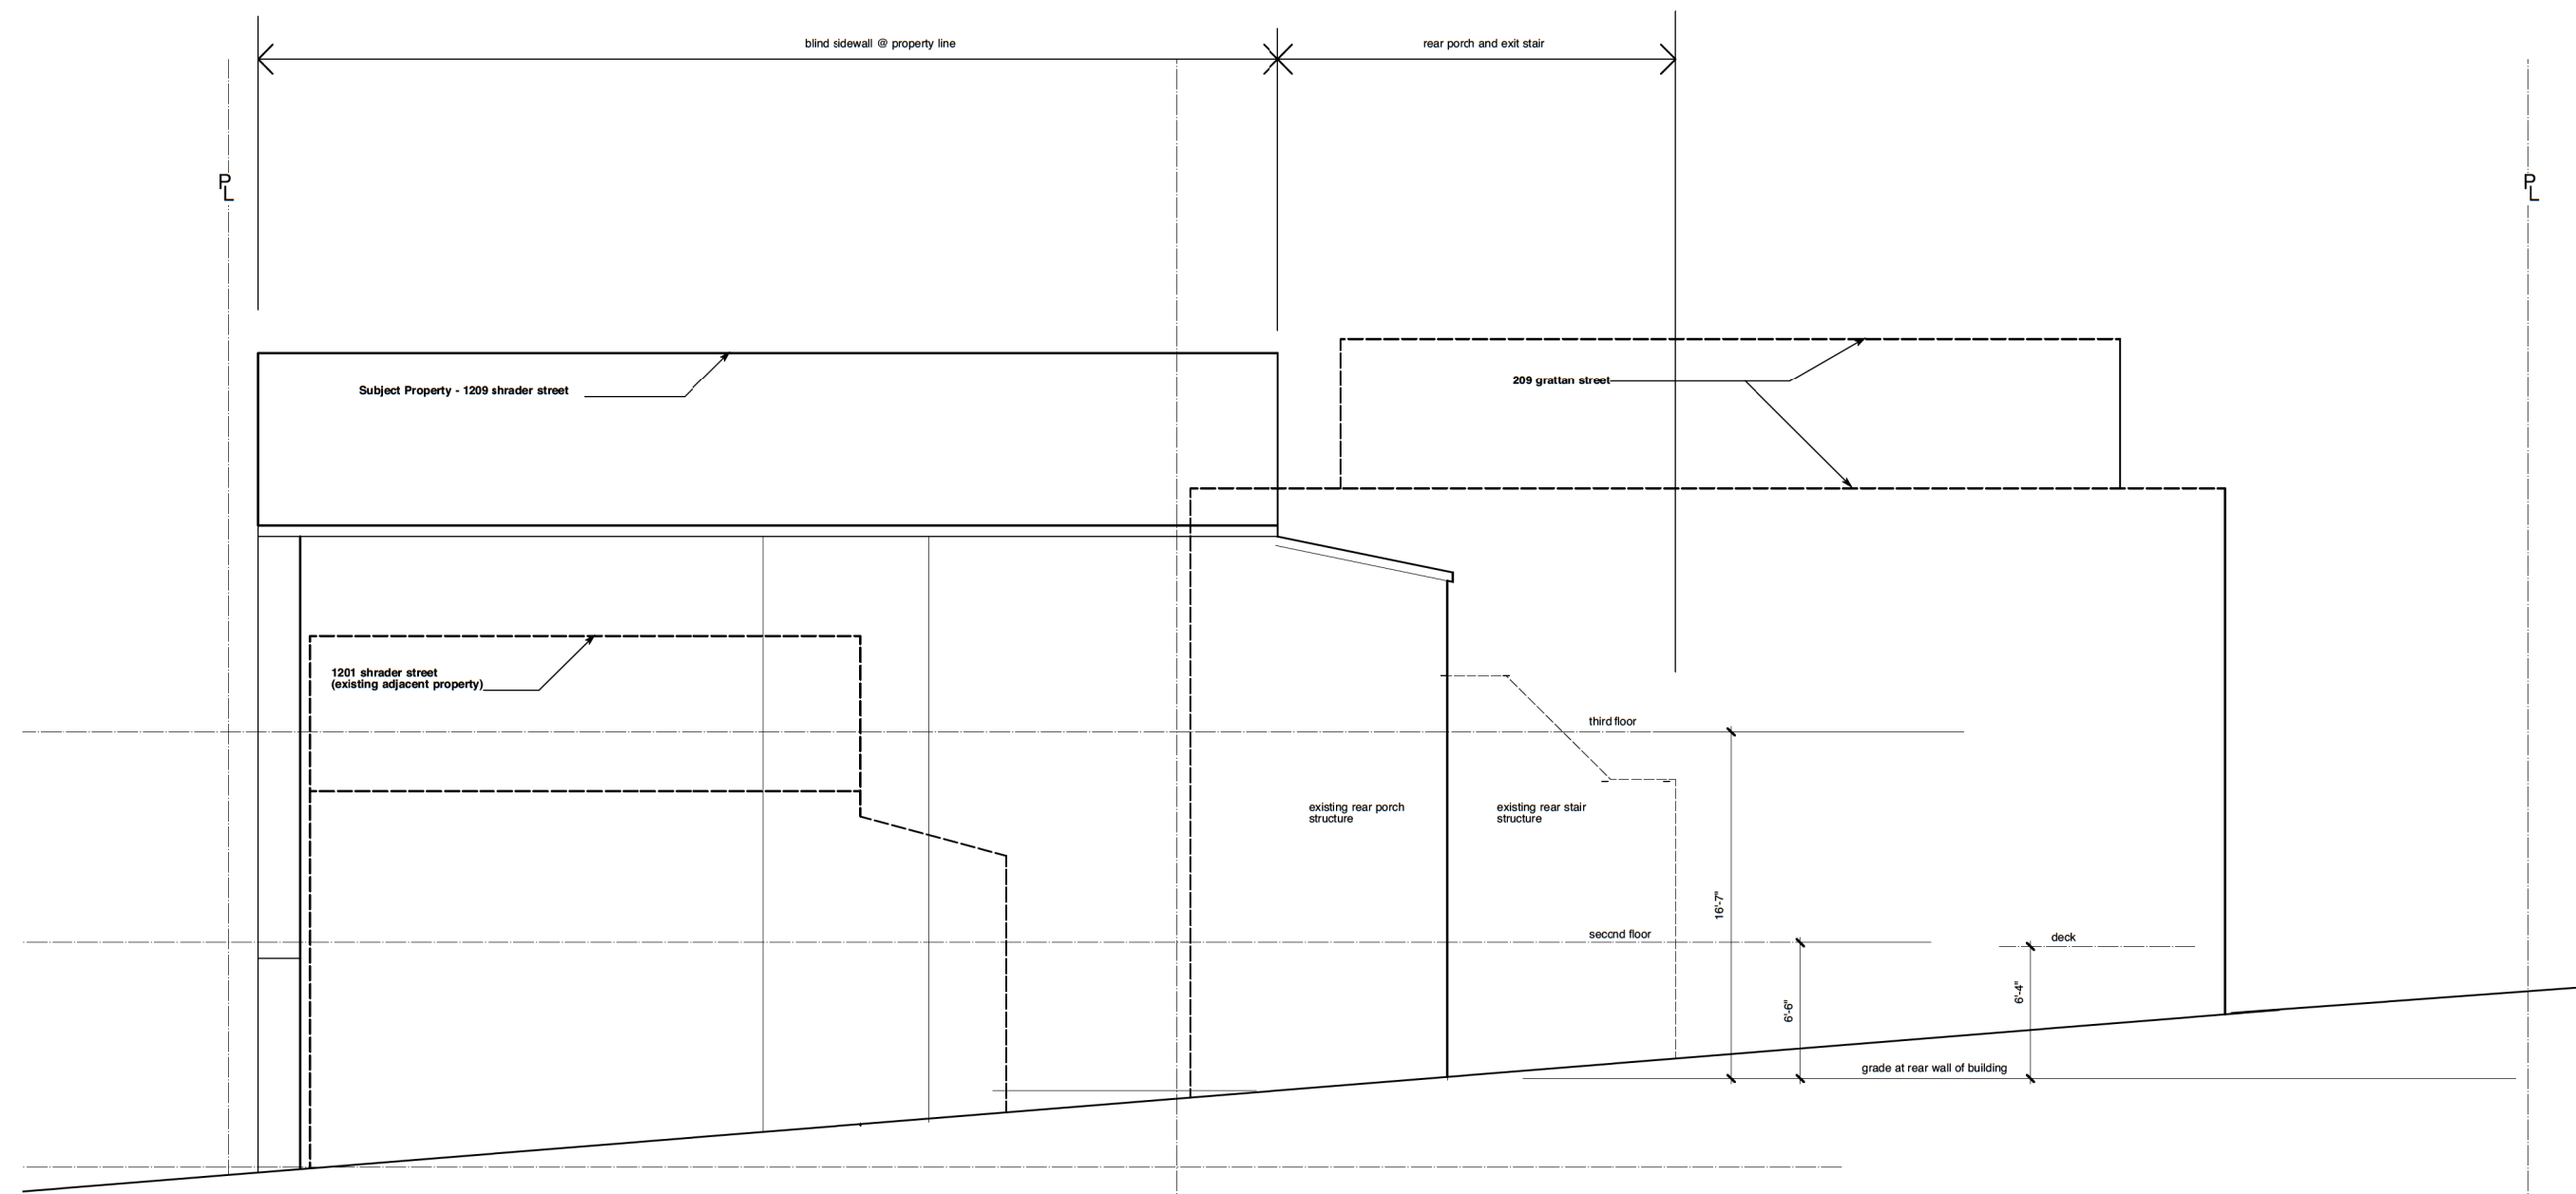 blind sidewall @ property line
rear porch and exit stair
PL
PL
Subject Property - 1209 shrader street
209 grattan street
1201 shrader street
(existing adjacent property)
third floor
existing rear porch
structure
existing rear stair
structure
16'-7"
second floor
deck
6'-6"
6'-4"
grade at rear wall of building